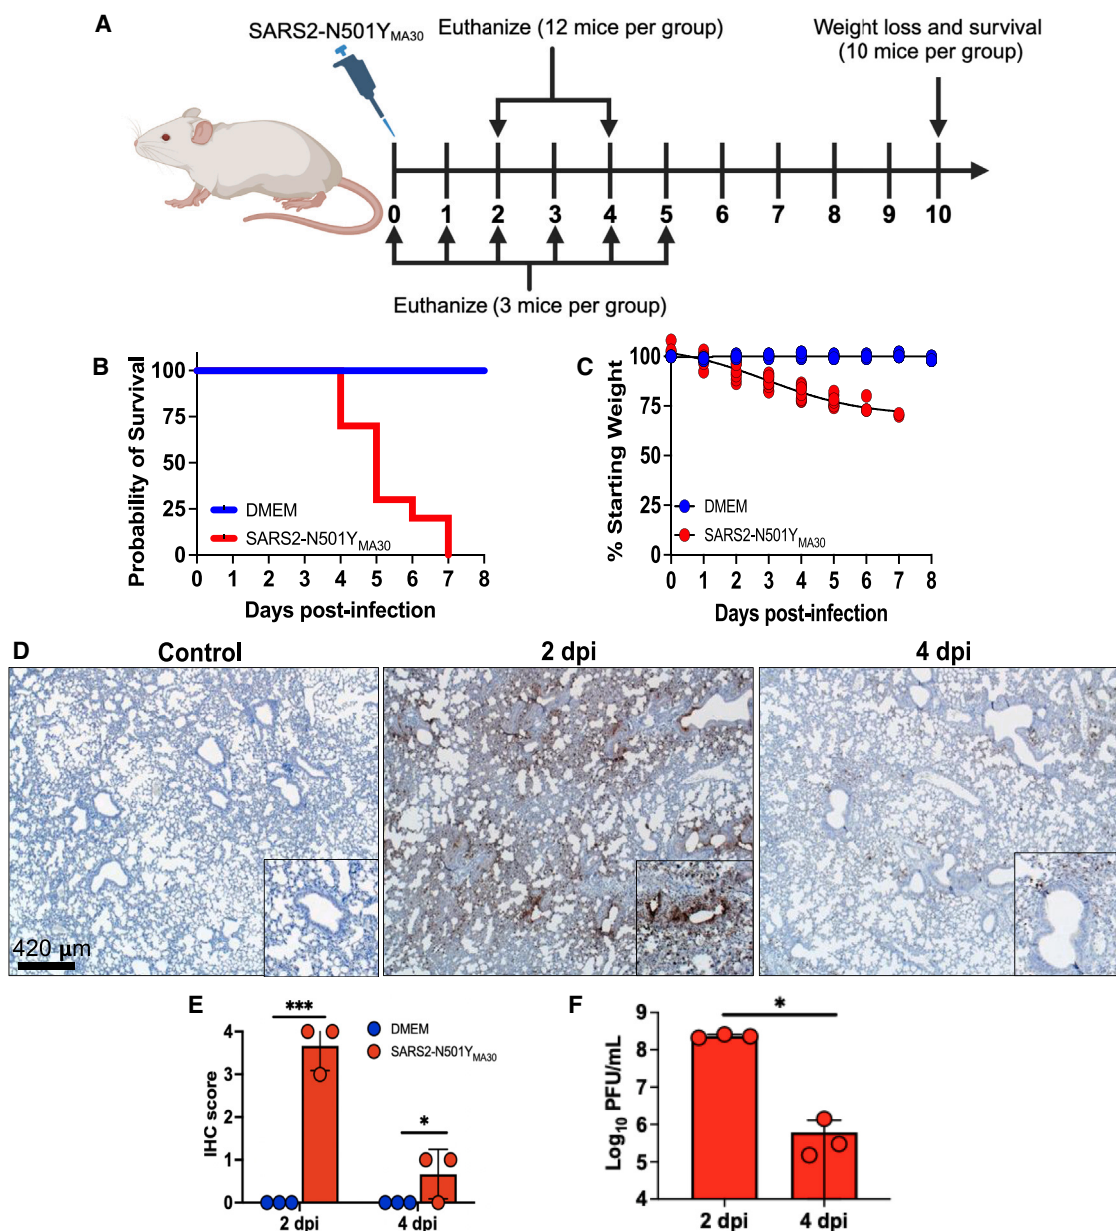 A
SARS2-N501Y_MA30
Euthanize (12 mice per group)
Weight loss and survival
(10 mice per group)
0 1 2 3 4 5 6 7 8 9 10
Euthanize (3 mice per group)
B
Probability of Survival
100
75
50
25
0
DMEM
SARS2-N501Y_MA30
0 1 2 3 4 5 6 7 8
Days post-infection
C
% Starting Weight
100
75
50
25
0
DMEM
SARS2-N501Y_MA30
0 1 2 3 4 5 6 7 8
Days post-infection
D
Control
2 dpi
4 dpi
420 µm
E
IHC score
4
3
2
1
0
***
*
DMEM
SARS2-N501Y_MA30
2 dpi
4 dpi
F
Log10 PFU/mL
9
8
7
6
5
4
*
2 dpi
4 dpi